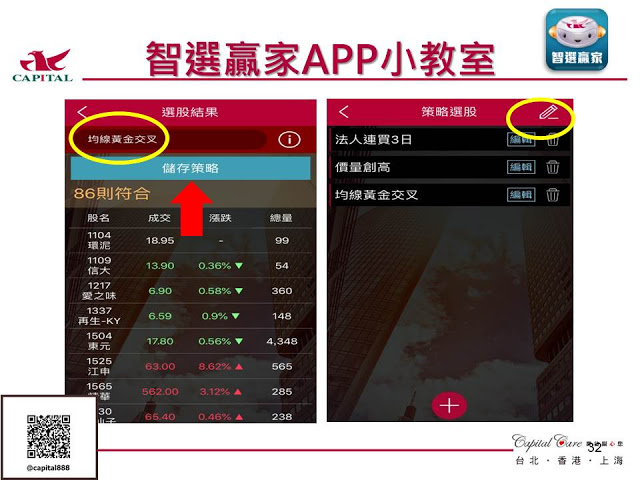 智選贏家APP小教室
CAPITAL
智選贏家
選股結果
均線黃金交叉
儲存策略
86則符合
股名 成交 漲跌 總量
1104
環泥 18.95 - 99
1109
信大 13.90 0.36% ▼ 54
1217
愛之味 6.90 0.58% ▼ 360
1337
再生-KY 6.59 0.9% ▼ 148
1504
東元 17.80 0.56% ▼ 4,348
1525
江申 63.00 8.62% ▲ 565
1565
精華 562.00 3.12% ▲ 285
30
仙子 65.40 0.46% ▲ 238
策略選股
法人連買3日 編輯
價量創高 編輯
均線黃金交叉 編輯
+
@capital888
Capital Care
32
台北・香港・上海